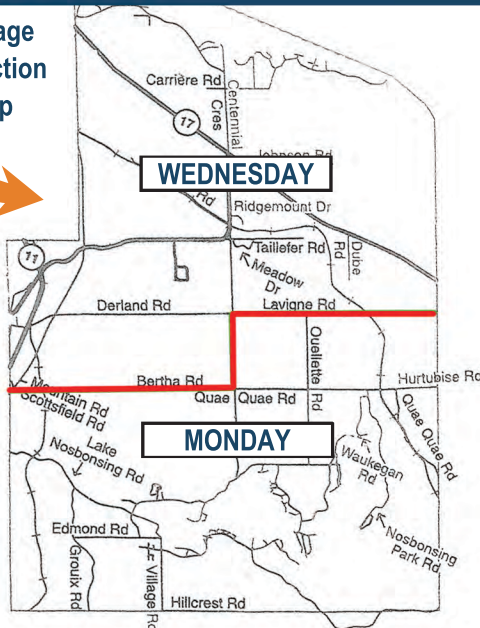 age
ction
p
Carrière Rd
Centennial
Cres
17
Johnson Rd
WEDNESDAY
Rd
Ridgemount Dr
Taillefer Rd
Dube
Rd
11
Meadow
Dr
Derland Rd
Lavigne Rd
Ouellette Rd
Bertha Rd
Hurtubise Rd
Mountain Rd
Scottsfield Rd
Quae Quae Rd
Quae Quae Rd
MONDAY
Lake
Nosbonsing Rd
Waukegan
Rd
Nosbonsing
Park Rd
Edmond Rd
Grouix Rd
Village Rd
Hillcrest Rd